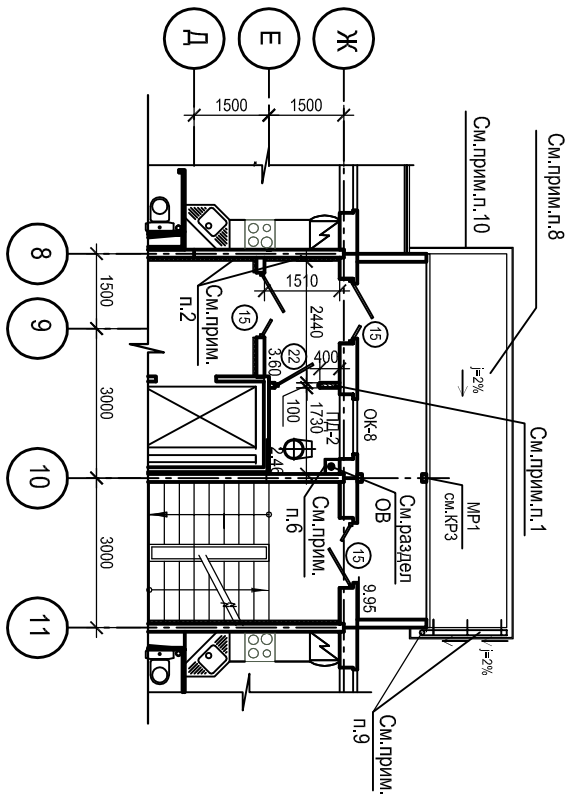 Д
Е
Ж
1500
1500
См.прим.п.10
См.прим.п.8
8
9
10
11
1500
3000
3000
См.прим.
п.2
1510
2440
15
15
22
3.60
400
100
1730
ПД-2
ОК-8
2.46
j=2%
См.прим.п.1
МР1
см.КР3
См.раздел
ОВ
См.прим.
п.6
15
9.95
j=2%
См.прим.
п.9